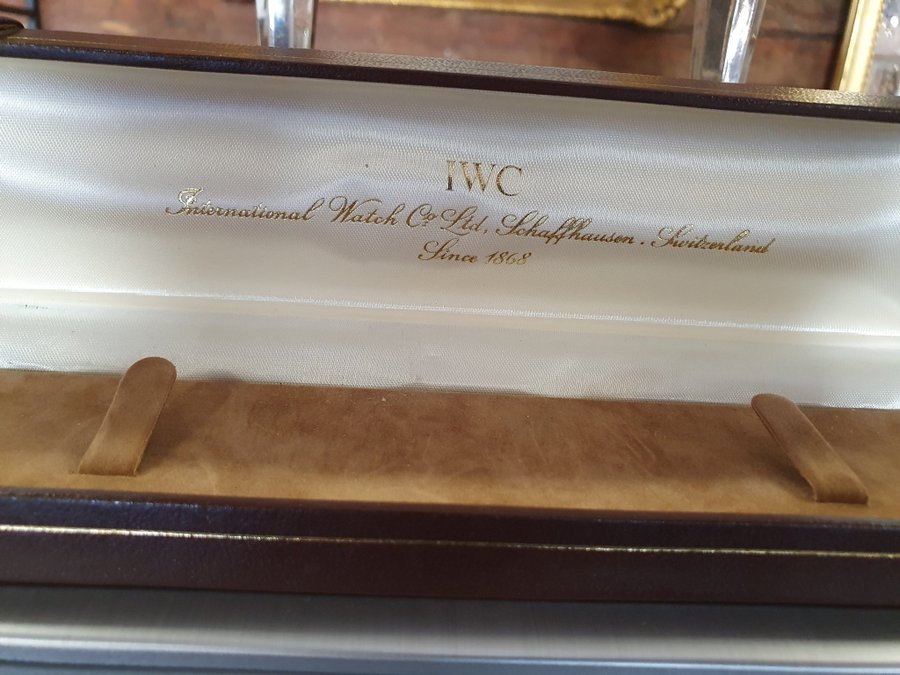 IWC
International Watch Co Ltd, Schaffhausen . Switzerland
Since 1868